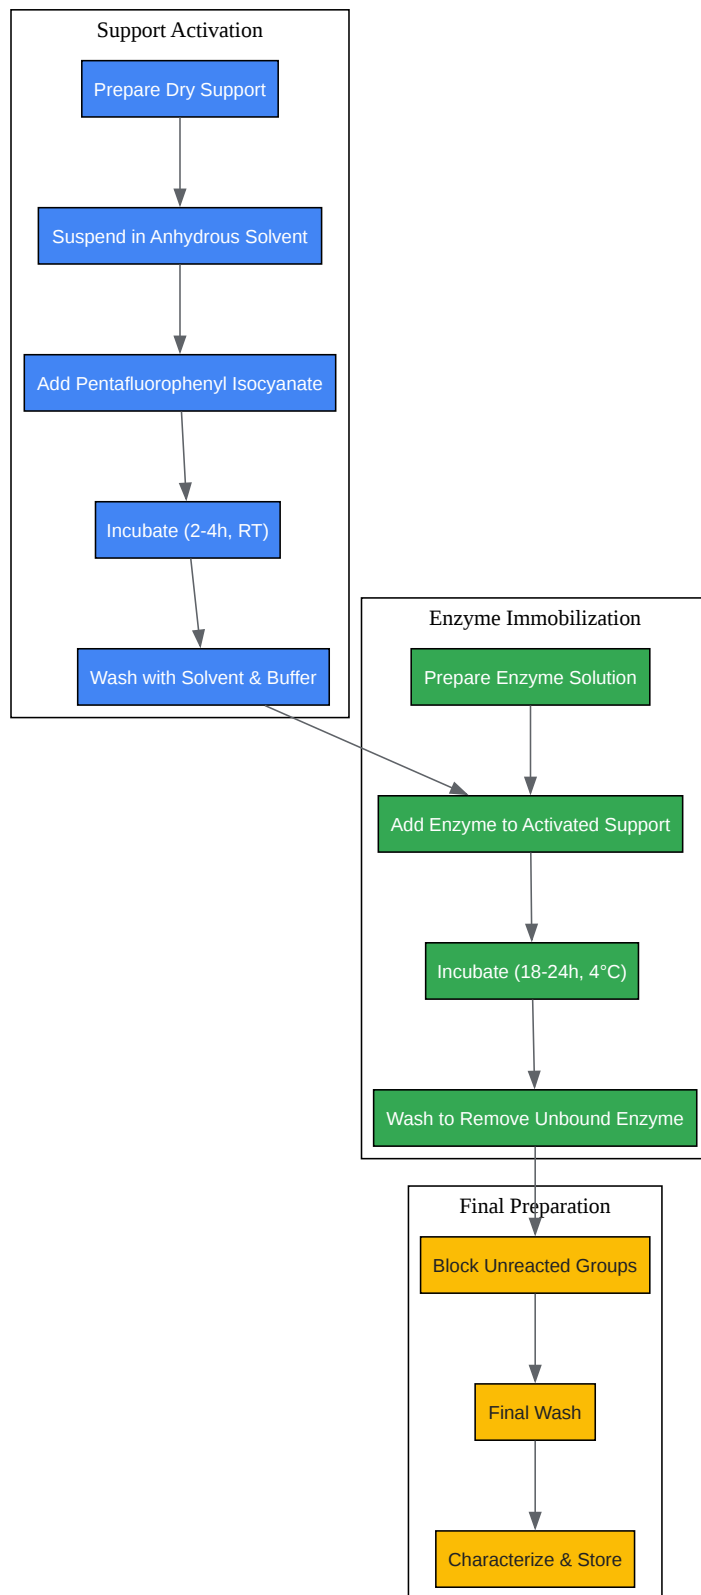 Support Activation
Prepare Dry Support
Suspend in Anhydrous Solvent
Add Pentafluorophenyl Isocyanate
Incubate (2-4h, RT)
Wash with Solvent & Buffer
Enzyme Immobilization
Prepare Enzyme Solution
Add Enzyme to Activated Support
Incubate (18-24h, 4°C)
Wash to Remove Unbound Enzyme
Final Preparation
Block Unreacted Groups
Final Wash
Characterize & Store